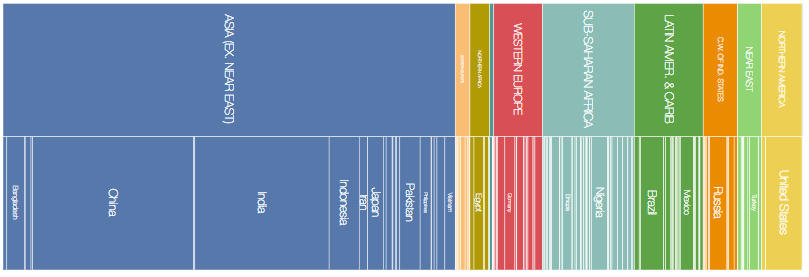 ASIA (EX. NEAR EAST)
EASTERN EUROPE
NORTHERN AFRICA
WESTERN EUROPE
SUB-SAHARAN AFRICA
LATIN AMER. & CARIB
C.W. OF IND. STATES
NEAR EAST
NORTHERN AMERICA
Bangladesh
China
India
Indonesia
Iran
Japan
Pakistan
Philippines
Vietnam
Egypt
Germany
Ethiopia
Nigeria
Brazil
Mexico
Russia
Turkey
United States